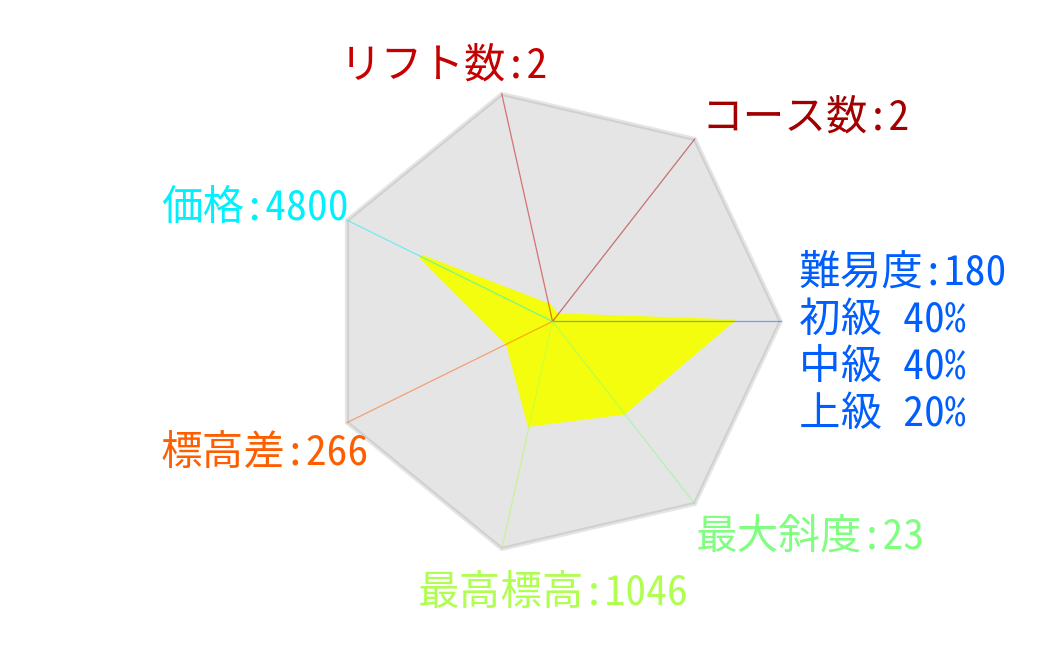 リフト数:2
コース数:2
価格:4800
難易度:180
初級 40%
中級 40%
上級 20%
標高差:266
最大斜度:23
最高標高:1046